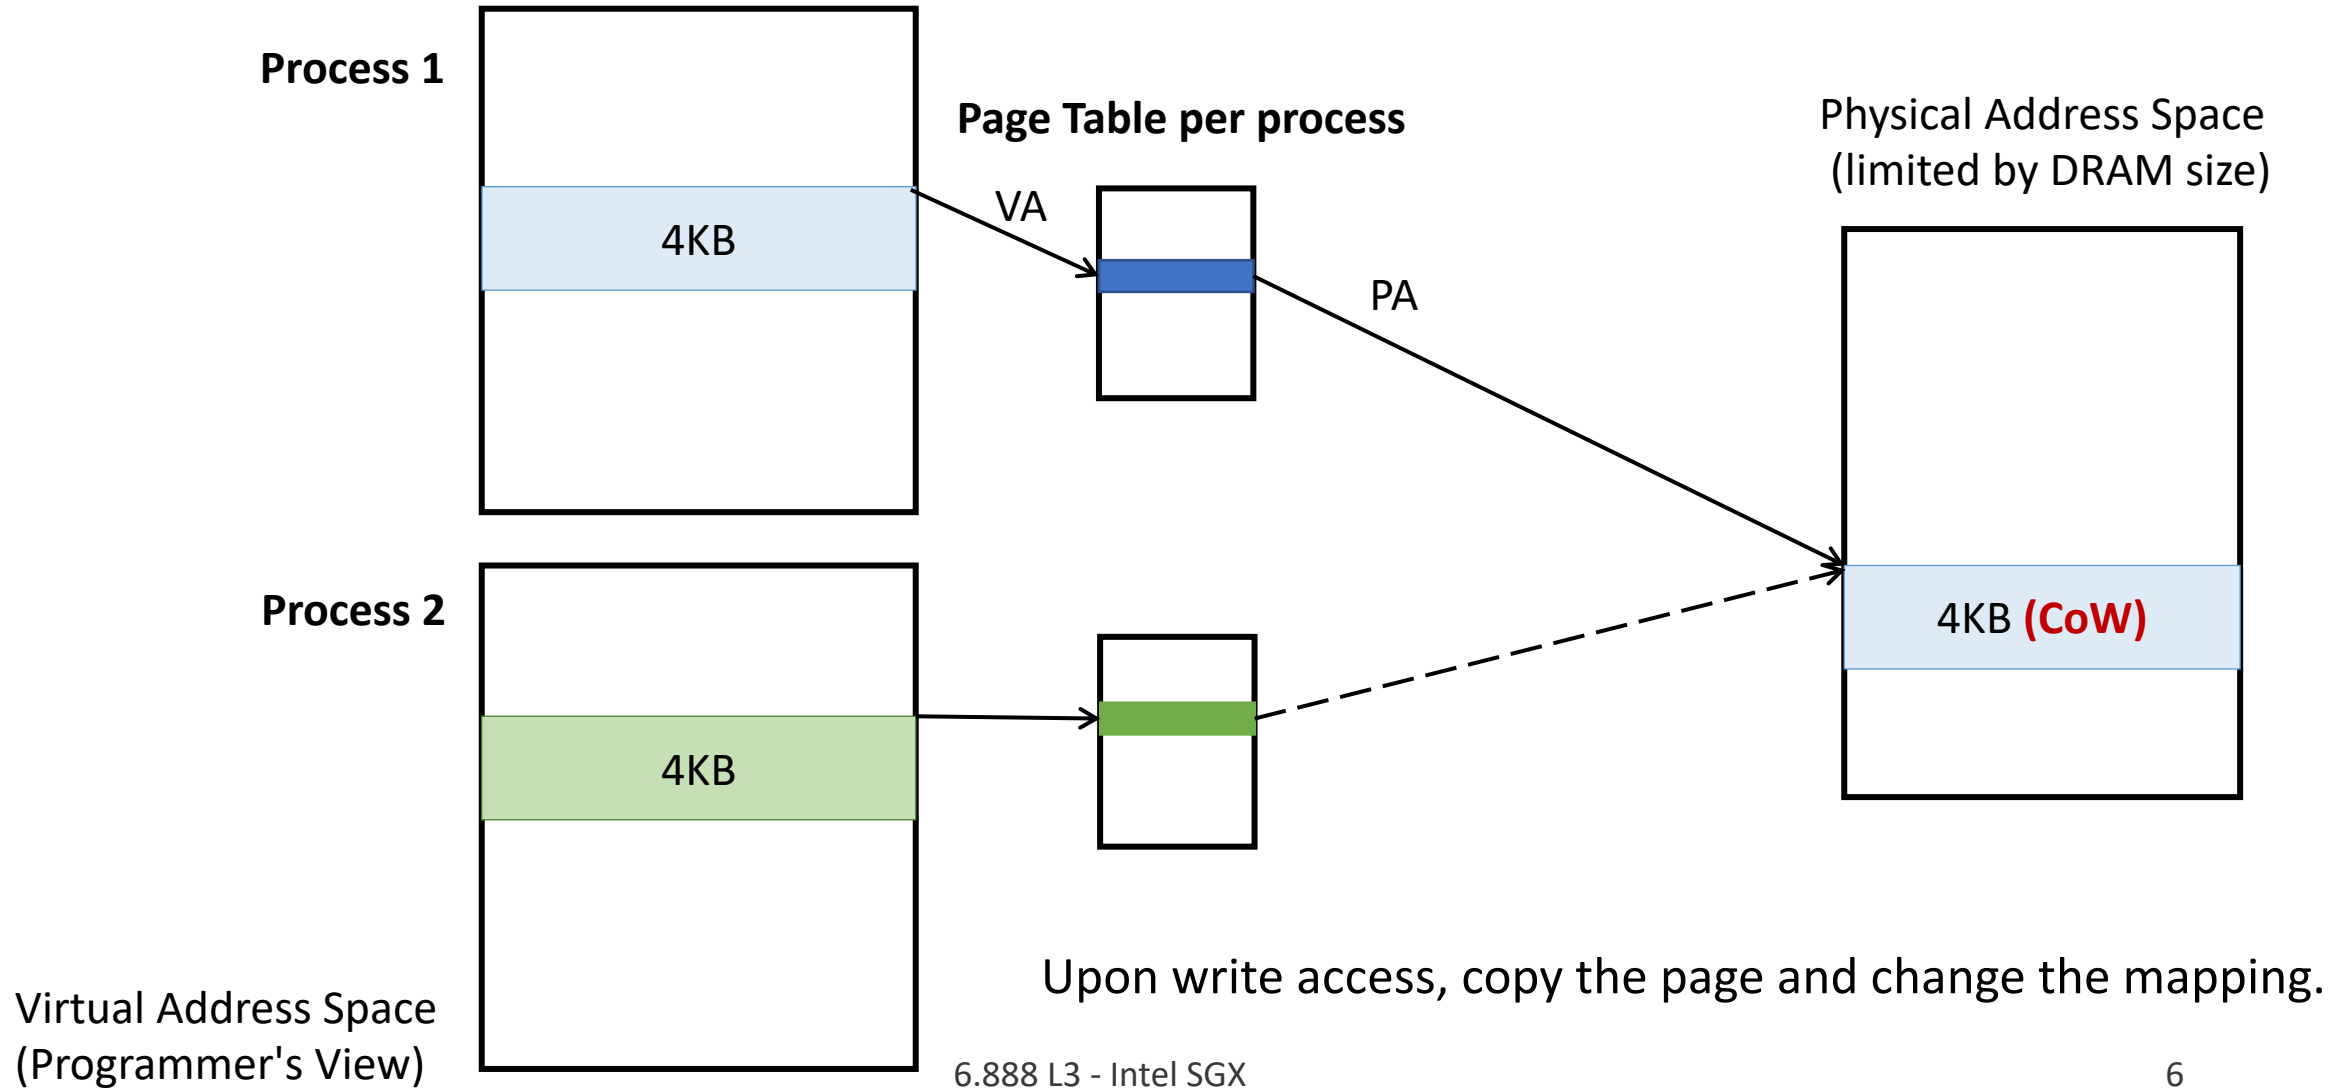 Process 1
Page Table per process
Physical Address Space
(limited by DRAM size)
VA
4KB
PA
Process 2
4KB (CoW)
4KB
Upon write access, copy the page and change the mapping.
Virtual Address Space
(Programmer's View)
6.888 L3 - Intel SGX
6